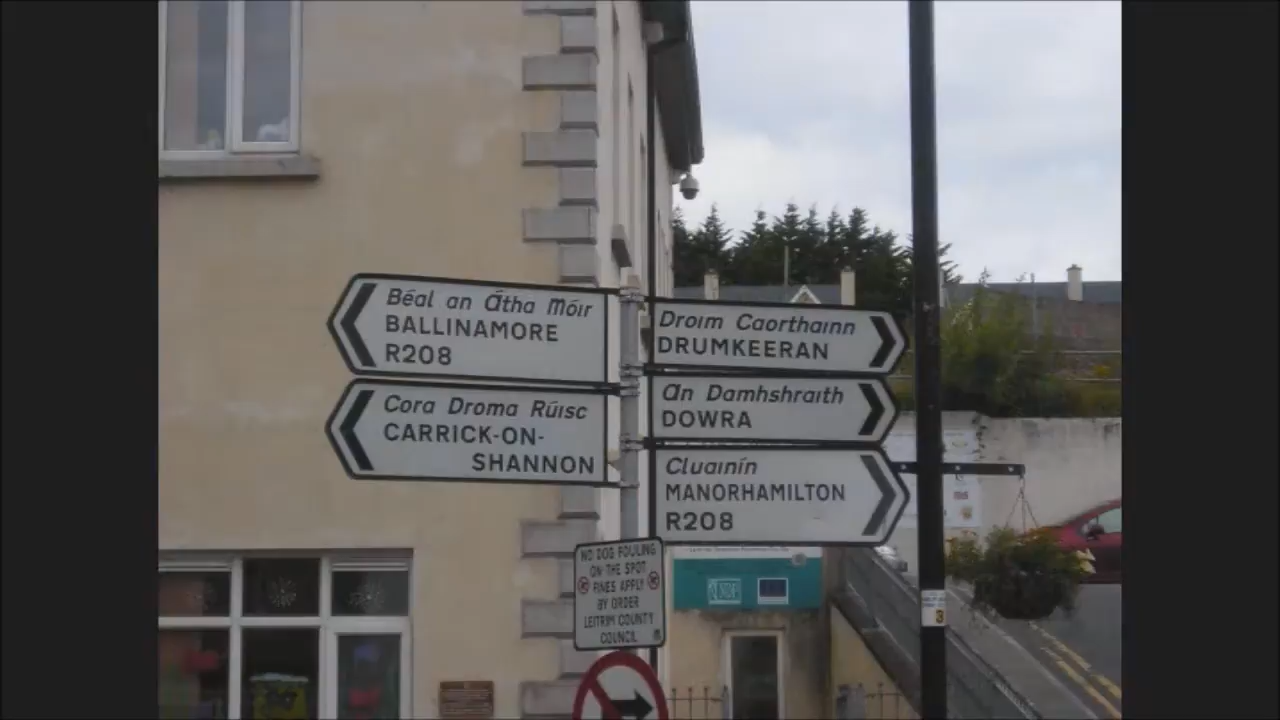 Béal an Átha Móir
BALLINAMORE
R208
Cora Droma Rúisc
CARRICK-ON-
SHANNON
Droim Caorthainn
DRUMKEERAN
An Damhshraith
DOWRA
Cluainín
MANORHAMILTON
R208
NO DOG FOULING
ON THE SPOT
FINES APPLY
BY ORDER
LEITRIM COUNTY
COUNCIL
NDP